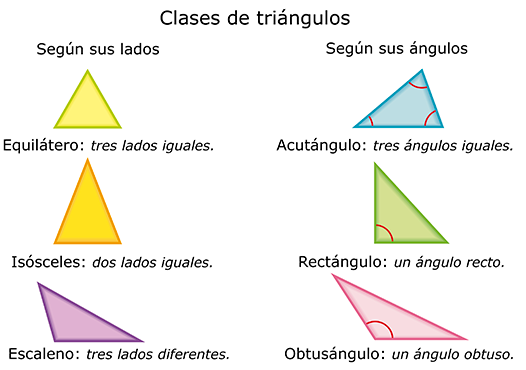 Clases de triángulos
Según sus lados
Equilátero: tres lados iguales.
Isósceles: dos lados iguales.
Escaleno: tres lados diferentes.
Según sus ángulos
Acutángulo: tres ángulos iguales.
Rectángulo: un ángulo recto.
Obtusángulo: un ángulo obtuso.